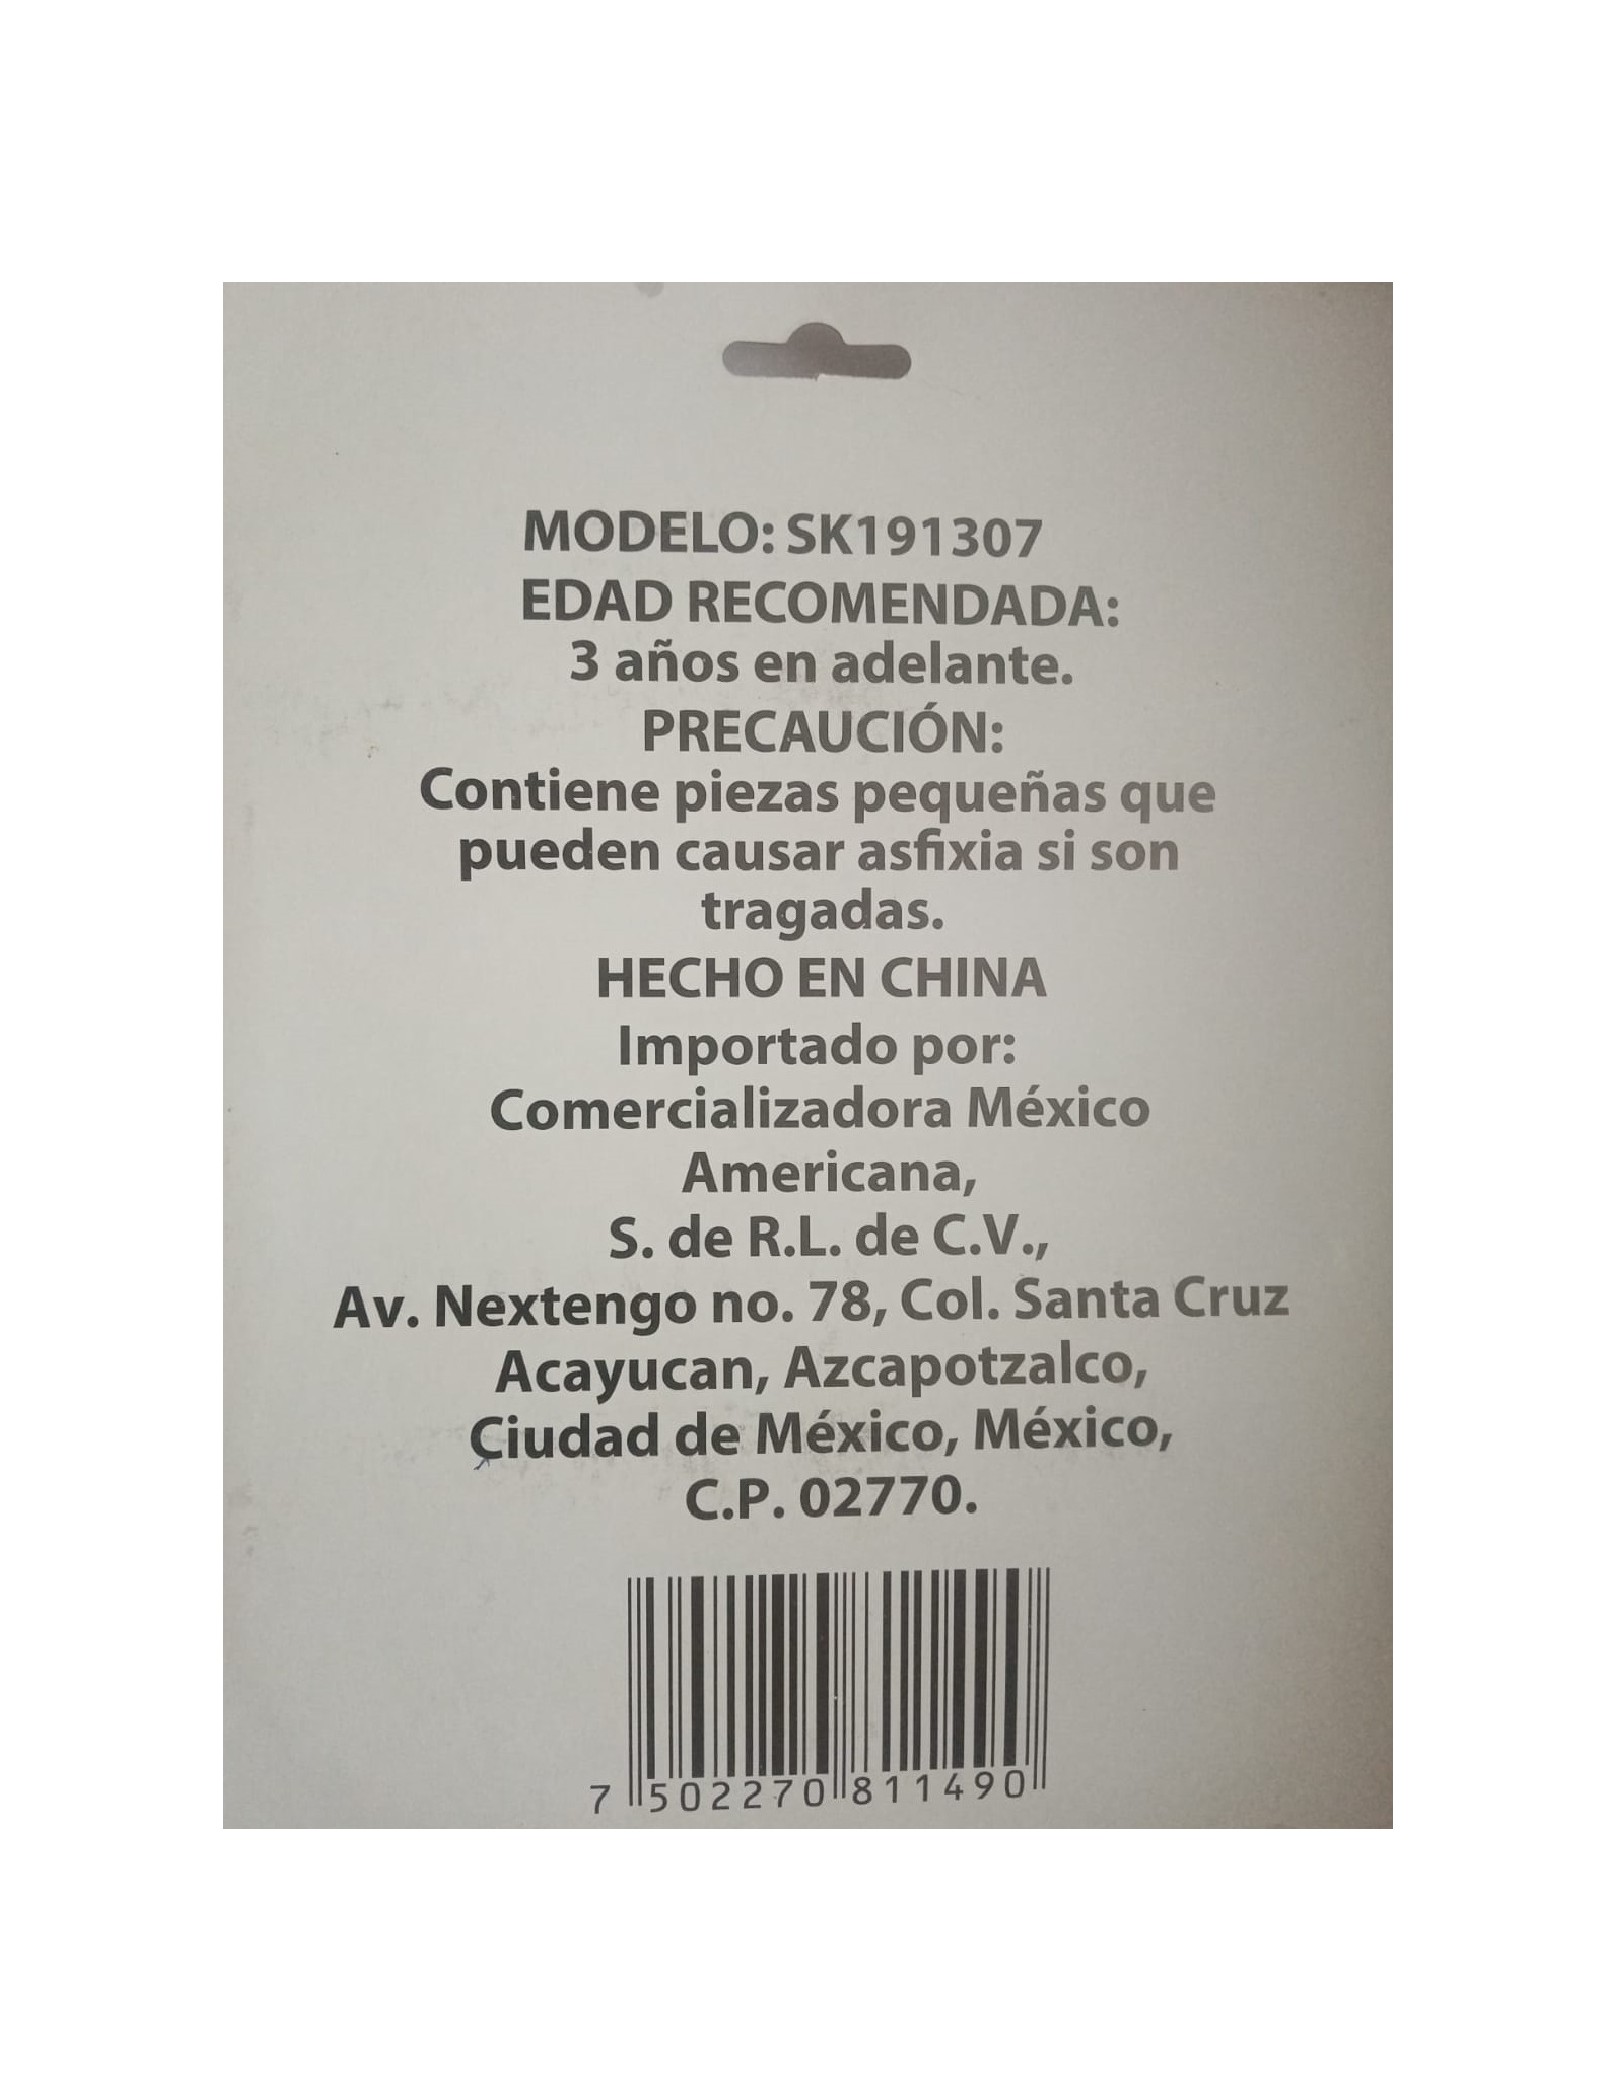 MODELO: SK191307
EDAD RECOMENDADA:
3 años en adelante.
PRECAUCIÓN:
Contiene piezas pequeñas que
pueden causar asfixia si son
tragadas.
HECHO EN CHINA
Importado por:
Comercializadora México
Americana,
S. de R.L. de C.V.,
Av. Nextengo no. 78, Col. Santa Cruz
Acayucan, Azcapotzalco,
Ciudad de México, México,
C.P. 02770.
7 502270 811490